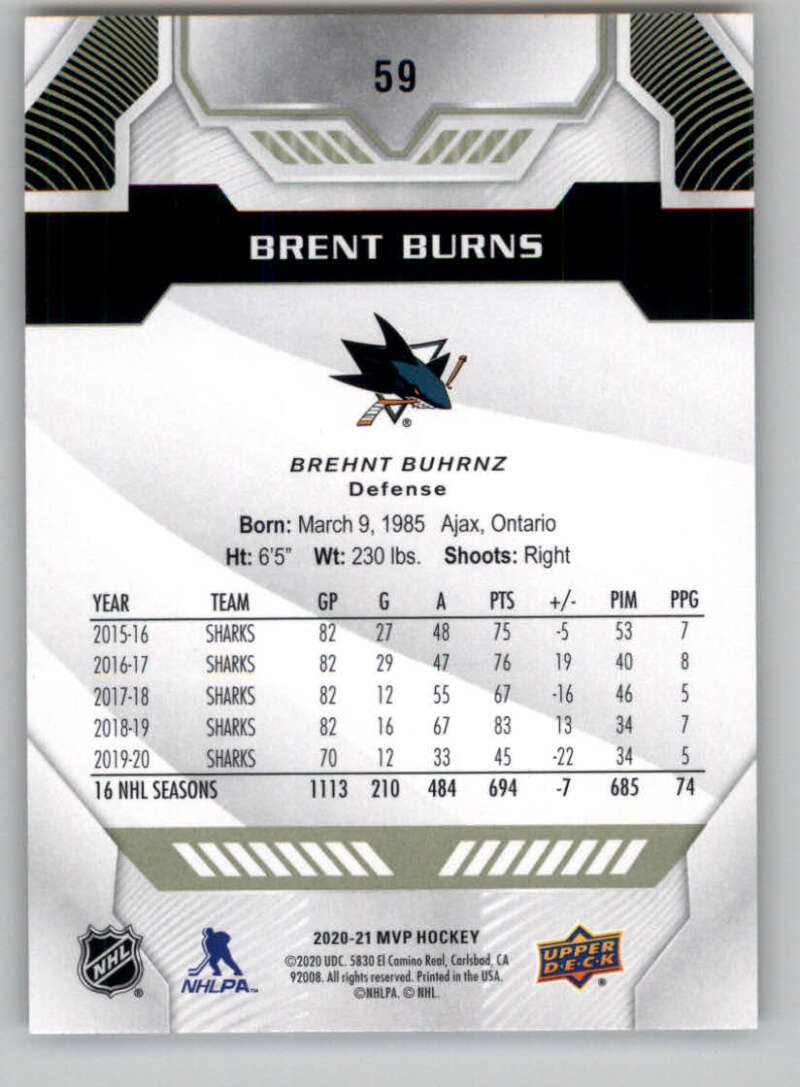 59
BRENT BURNS
®
BREHNT BUHRNZ
Defense
Born: March 9, 1985 Ajax, Ontario
Ht: 6'5" Wt: 230 lbs. Shoots: Right
YEAR TEAM GP G A PTS +/- PIM PPG
2015-16 SHARKS 82 27 48 75 -5 53 7
2016-17 SHARKS 82 29 47 76 19 40 8
2017-18 SHARKS 82 12 55 67 -16 46 5
2018-19 SHARKS 82 16 67 83 13 34 7
2019-20 SHARKS 70 12 33 45 -22 34 5
16 NHL SEASONS 1113 210 484 694 -7 685 74
NHL ®
NHLPA™
2020-21 MVP HOCKEY
©2020 UDC. 5830 El Camino Real, Carlsbad, CA
92008. All rights reserved. Printed in the USA.
©NHLPA. © NHL.
UPPER
D·E·C·K ®